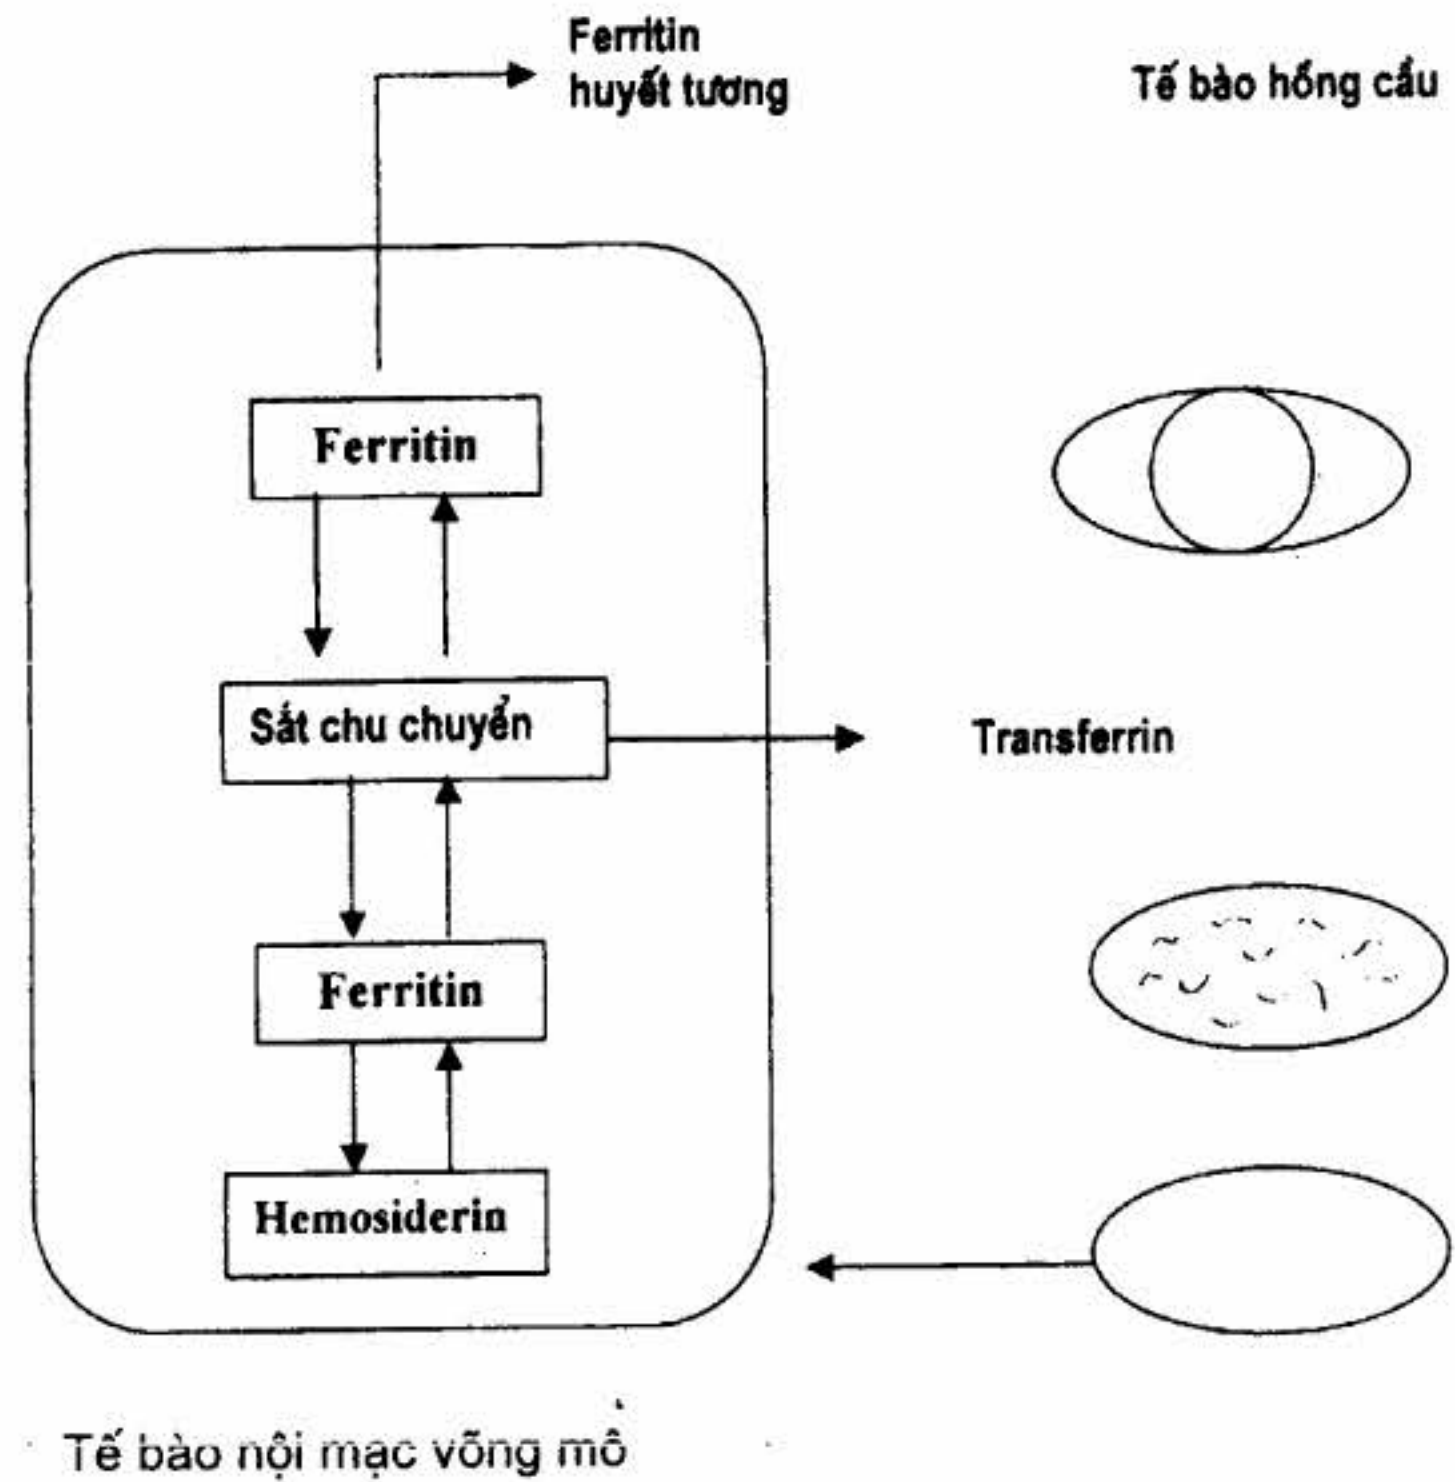 Ferritin
huyết tương
Tế bào hồng cầu
Ferritin
Sắt chu chuyển
Transferrin
Ferritin
Hemosiderin
Tế bào nội mạc võng mô